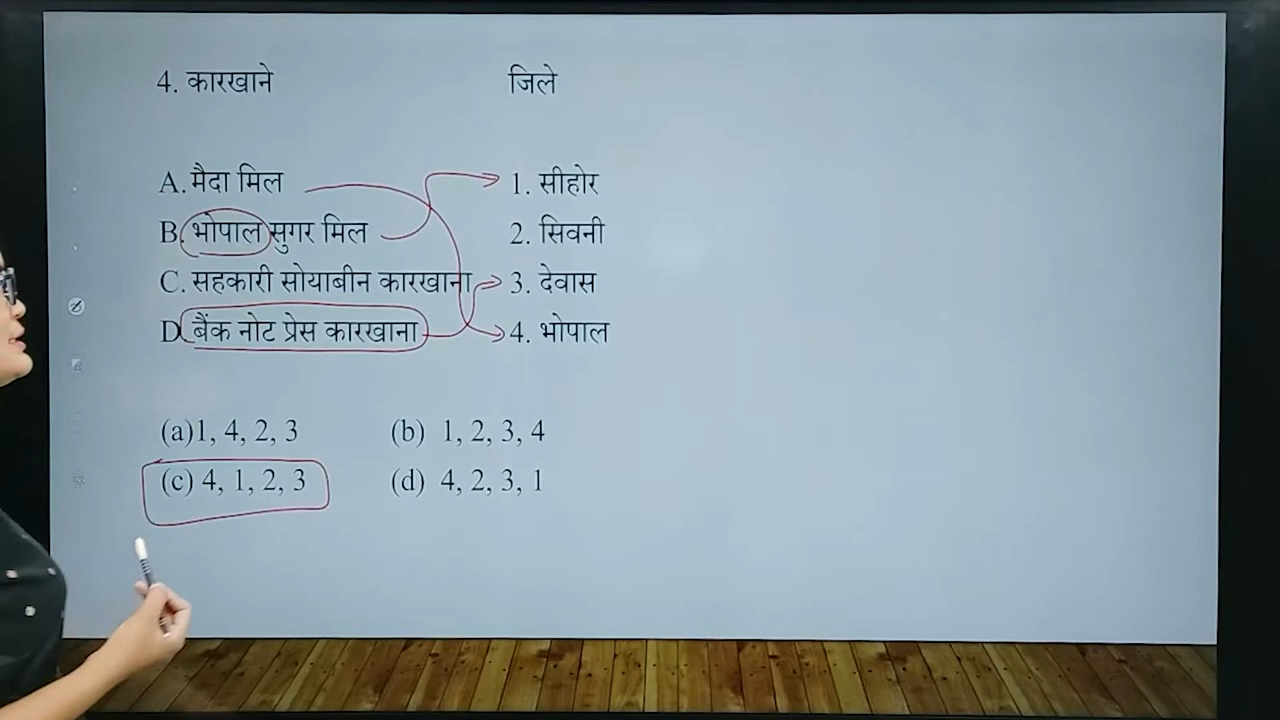 4. कारखाने जिले
A. मैदा मिल 1. सीहोर
B. भोपाल सुगर मिल 2. सिवनी
C. सहकारी सोयाबीन कारखाना 3. देवास
D. बैंक नोट प्रेस कारखाना 4. भोपाल
(a)1, 4, 2, 3 (b) 1, 2, 3, 4
(c) 4, 1, 2, 3 (d) 4, 2, 3, 1